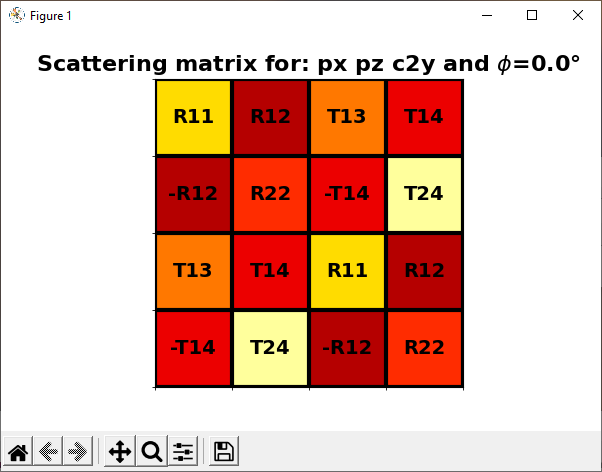 Figure 1
Scattering matrix for: px pz c2y and ϕ=0.0°
R11 R12 T13 T14
-R12 R22 -T14 T24
T13 T14 R11 R12
-T14 T24 -R12 R22